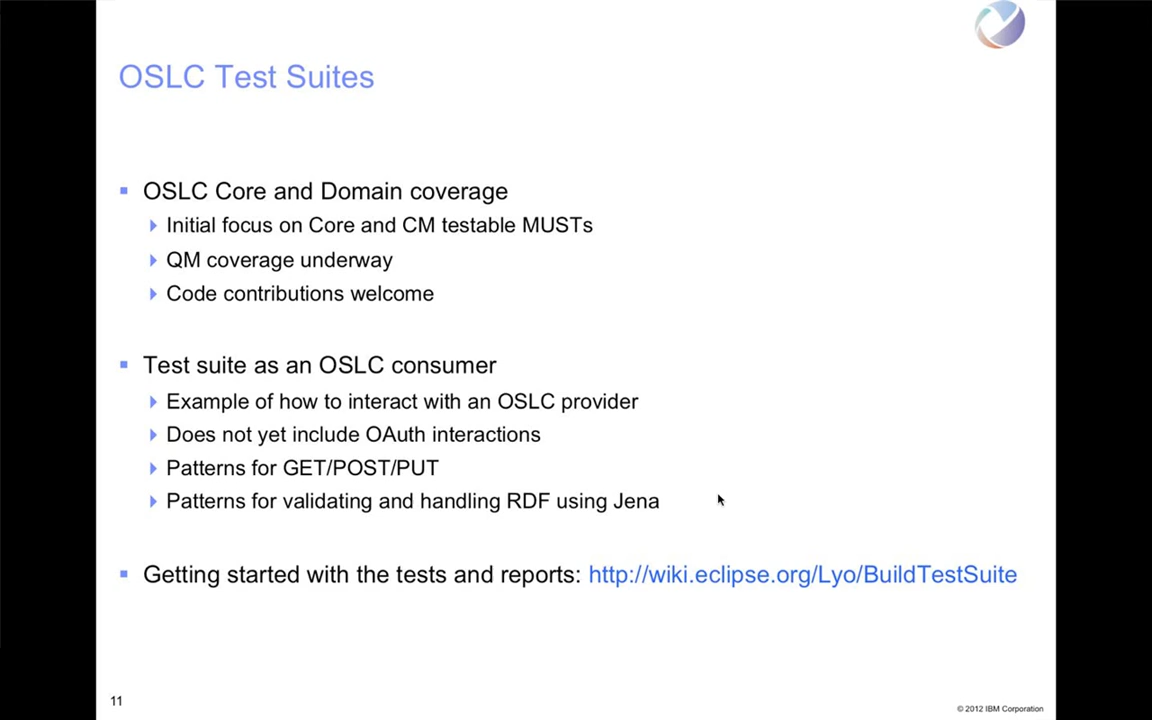 OSLC Test Suites
OSLC Core and Domain coverage
Initial focus on Core and CM testable MUSTs
QM coverage underway
Code contributions welcome
Test suite as an OSLC consumer
Example of how to interact with an OSLC provider
Does not yet include OAuth interactions
Patterns for GET/POST/PUT
Patterns for validating and handling RDF using Jena
Getting started with the tests and reports: http://wiki.eclipse.org/Lyo/BuildTestSuite
11
© 2012 IBM Corporation